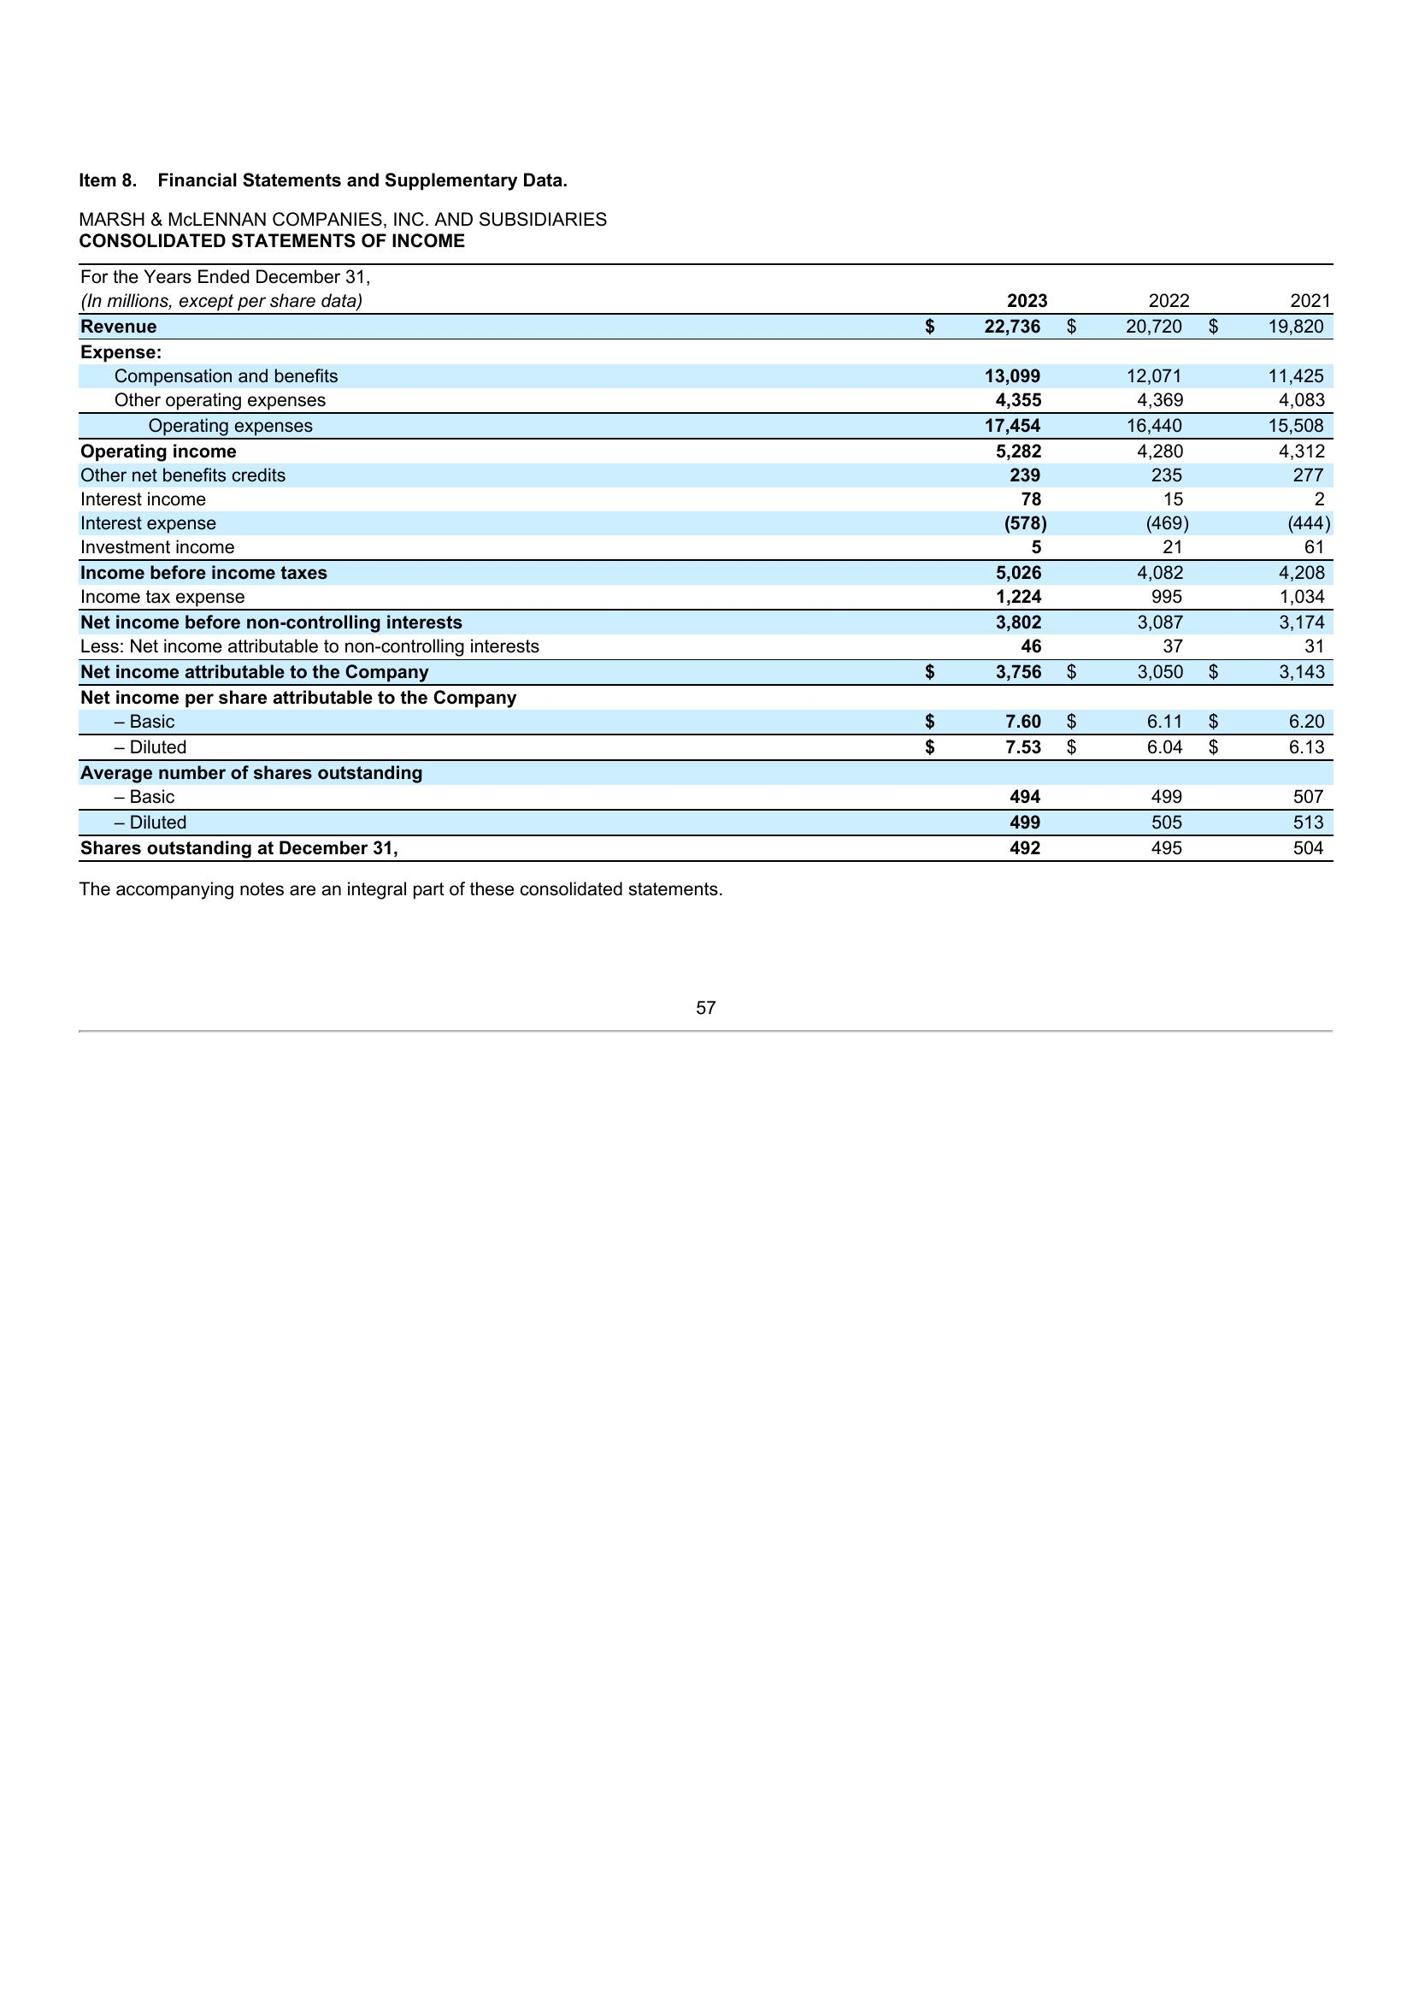 Item 8. Financial Statements and Supplementary Data.
MARSH & McLENNAN COMPANIES, INC. AND SUBSIDIARIES
CONSOLIDATED STATEMENTS OF INCOME
For the Years Ended December 31,
(In millions, except per share data) 2023 2022 2021
Revenue $ 22,736 $ 20,720 $ 19,820
Expense:
Compensation and benefits 13,099 12,071 11,425
Other operating expenses 4,355 4,369 4,083
Operating expenses 17,454 16,440 15,508
Operating income 5,282 4,280 4,312
Other net benefits credits 239 235 277
Interest income 78 15 2
Interest expense (578) (469) (444)
Investment income 5 21 61
Income before income taxes 5,026 4,082 4,208
Income tax expense 1,224 995 1,034
Net income before non-controlling interests 3,802 3,087 3,174
Less: Net income attributable to non-controlling interests 46 37 31
Net income attributable to the Company $ 3,756 $ 3,050 $ 3,143
Net income per share attributable to the Company
– Basic $ 7.60 $ 6.11 $ 6.20
– Diluted $ 7.53 $ 6.04 $ 6.13
Average number of shares outstanding
– Basic 494 499 507
– Diluted 499 505 513
Shares outstanding at December 31, 492 495 504
The accompanying notes are an integral part of these consolidated statements.
57